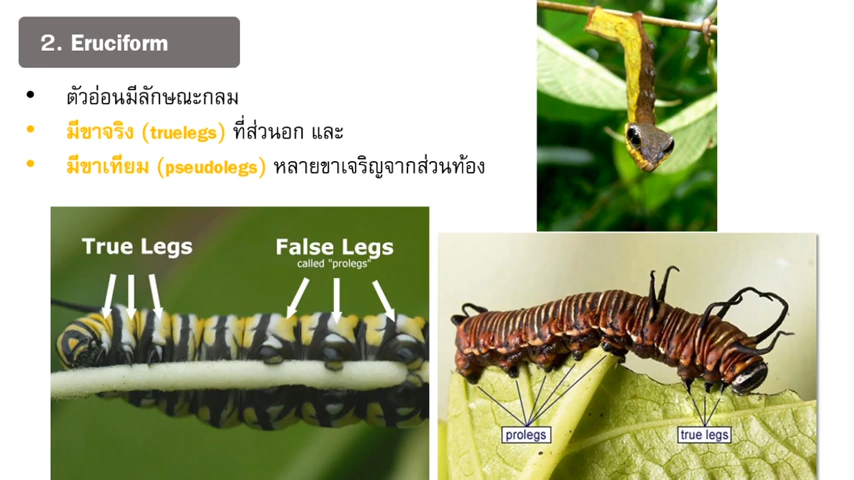 2. Eruciform
• ตัวอ่อนมีลักษณะกลม
• มีขาจริง (truelegs) ที่ส่วนอก และ
• มีขาเทียม (pseudolegs) หลายขาเจริญจากส่วนท้อง
True Legs
False Legs
called "prolegs"
prolegs
true legs